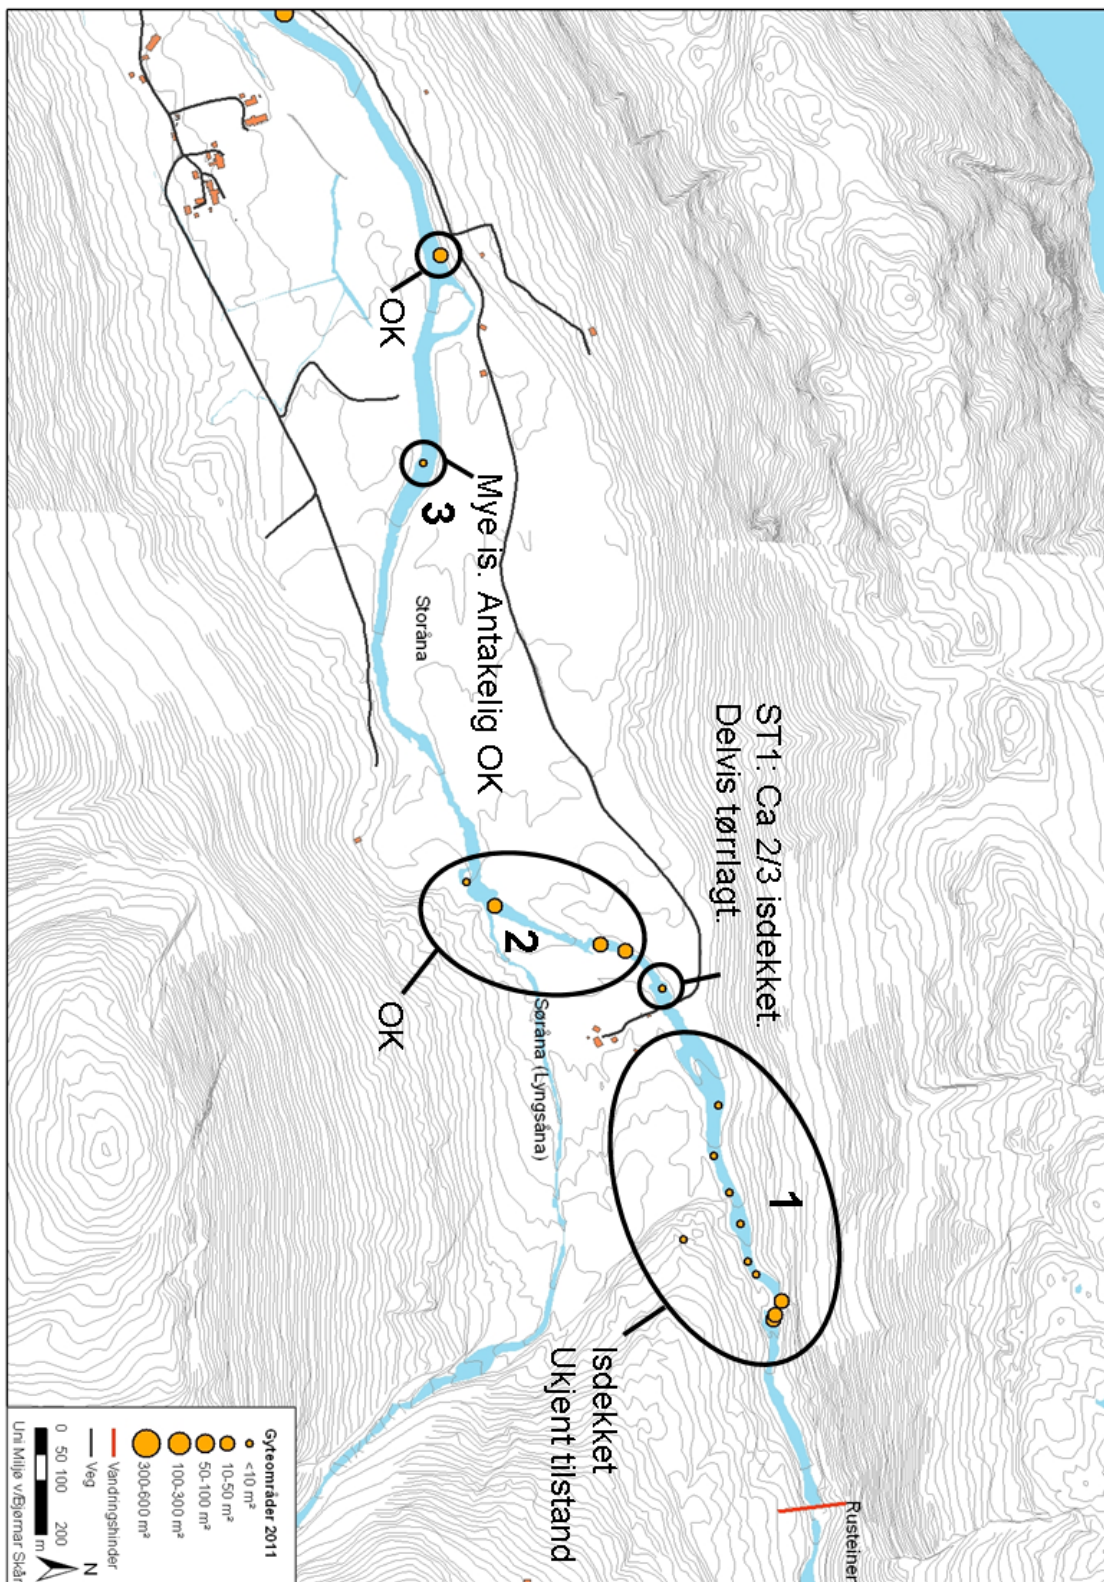 OK
Mye is. Antakelig OK
3
Storåna
ST1: Ca 2/3 isdekket.
Delvis tørrlagt.
2
OK
Søråna (Lyngsåna)
1
Isdekket
Ukjent tilstand
Rusteinen
Gyteområder 2011
<10 m²
10-50 m²
50-100 m²
100-300 m²
300-600 m²
Vandringshinder
Veg
0 50 100 200
m
N
Uni Miljø v/Bjørnar Skår